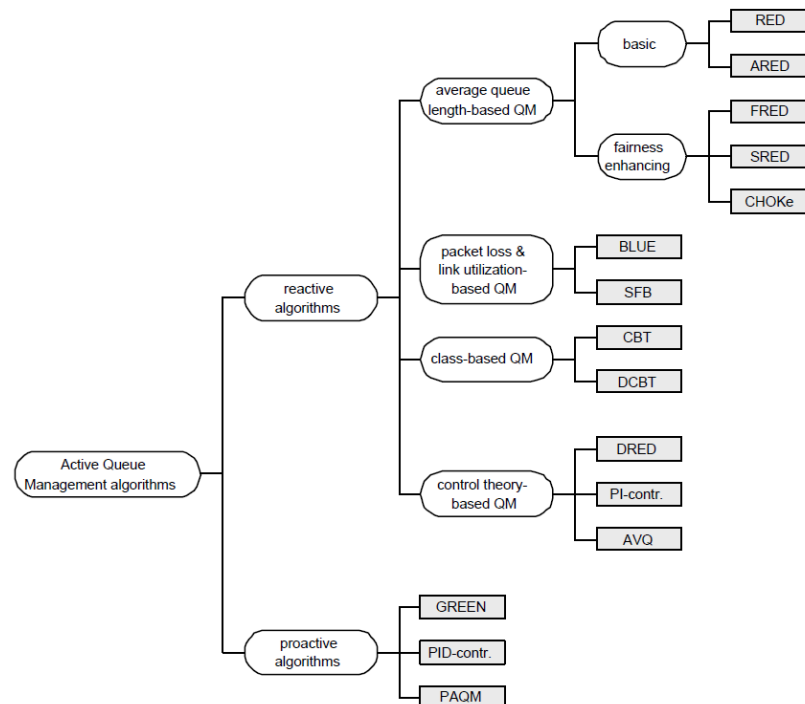 RED
basic
ARED
average queue
length-based QM
FRED
fairness
enhancing
SRED
CHOKe
packet loss &
link utilization-
based QM
BLUE
SFB
reactive
algorithms
CBT
class-based QM
DCBT
Active Queue
Management algorithms
DRED
control theory-
based QM
PI-contr.
AVQ
GREEN
proactive
algorithms
PID-contr.
PAQM